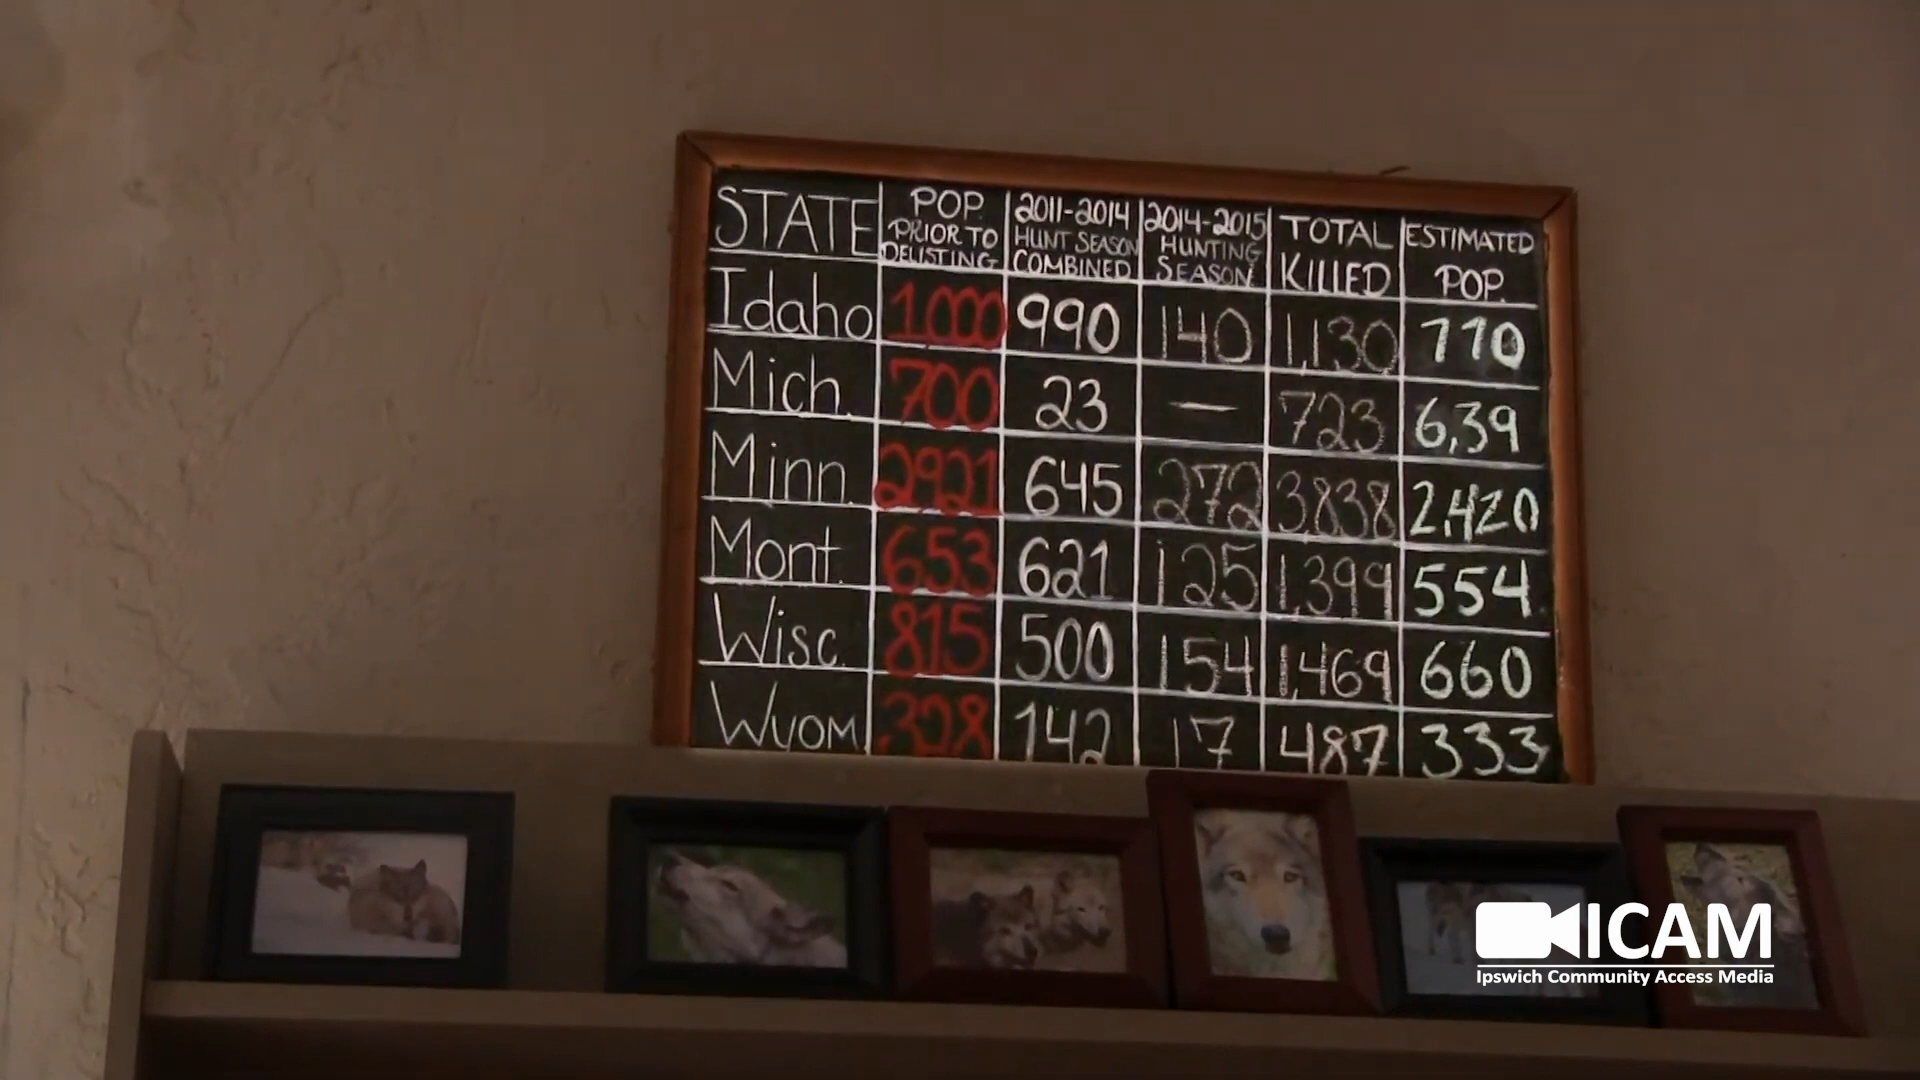 STATE POP. PRIOR TO DELISTING 2011-2014 HUNT SEASON COMBINED 2014-2015 HUNTING SEASON TOTAL KILLED ESTIMATED POP.
Idaho 1,000 990 140 1,130 770
Mich. 700 23 — 723 6,39
Minn. 2921 645 272 3,838 2,420
Mont. 653 621 125 1,399 554
Wisc. 815 500 154 1,469 660
Wyom. 328 142 17 487 333
ICAM
Ipswich Community Access Media